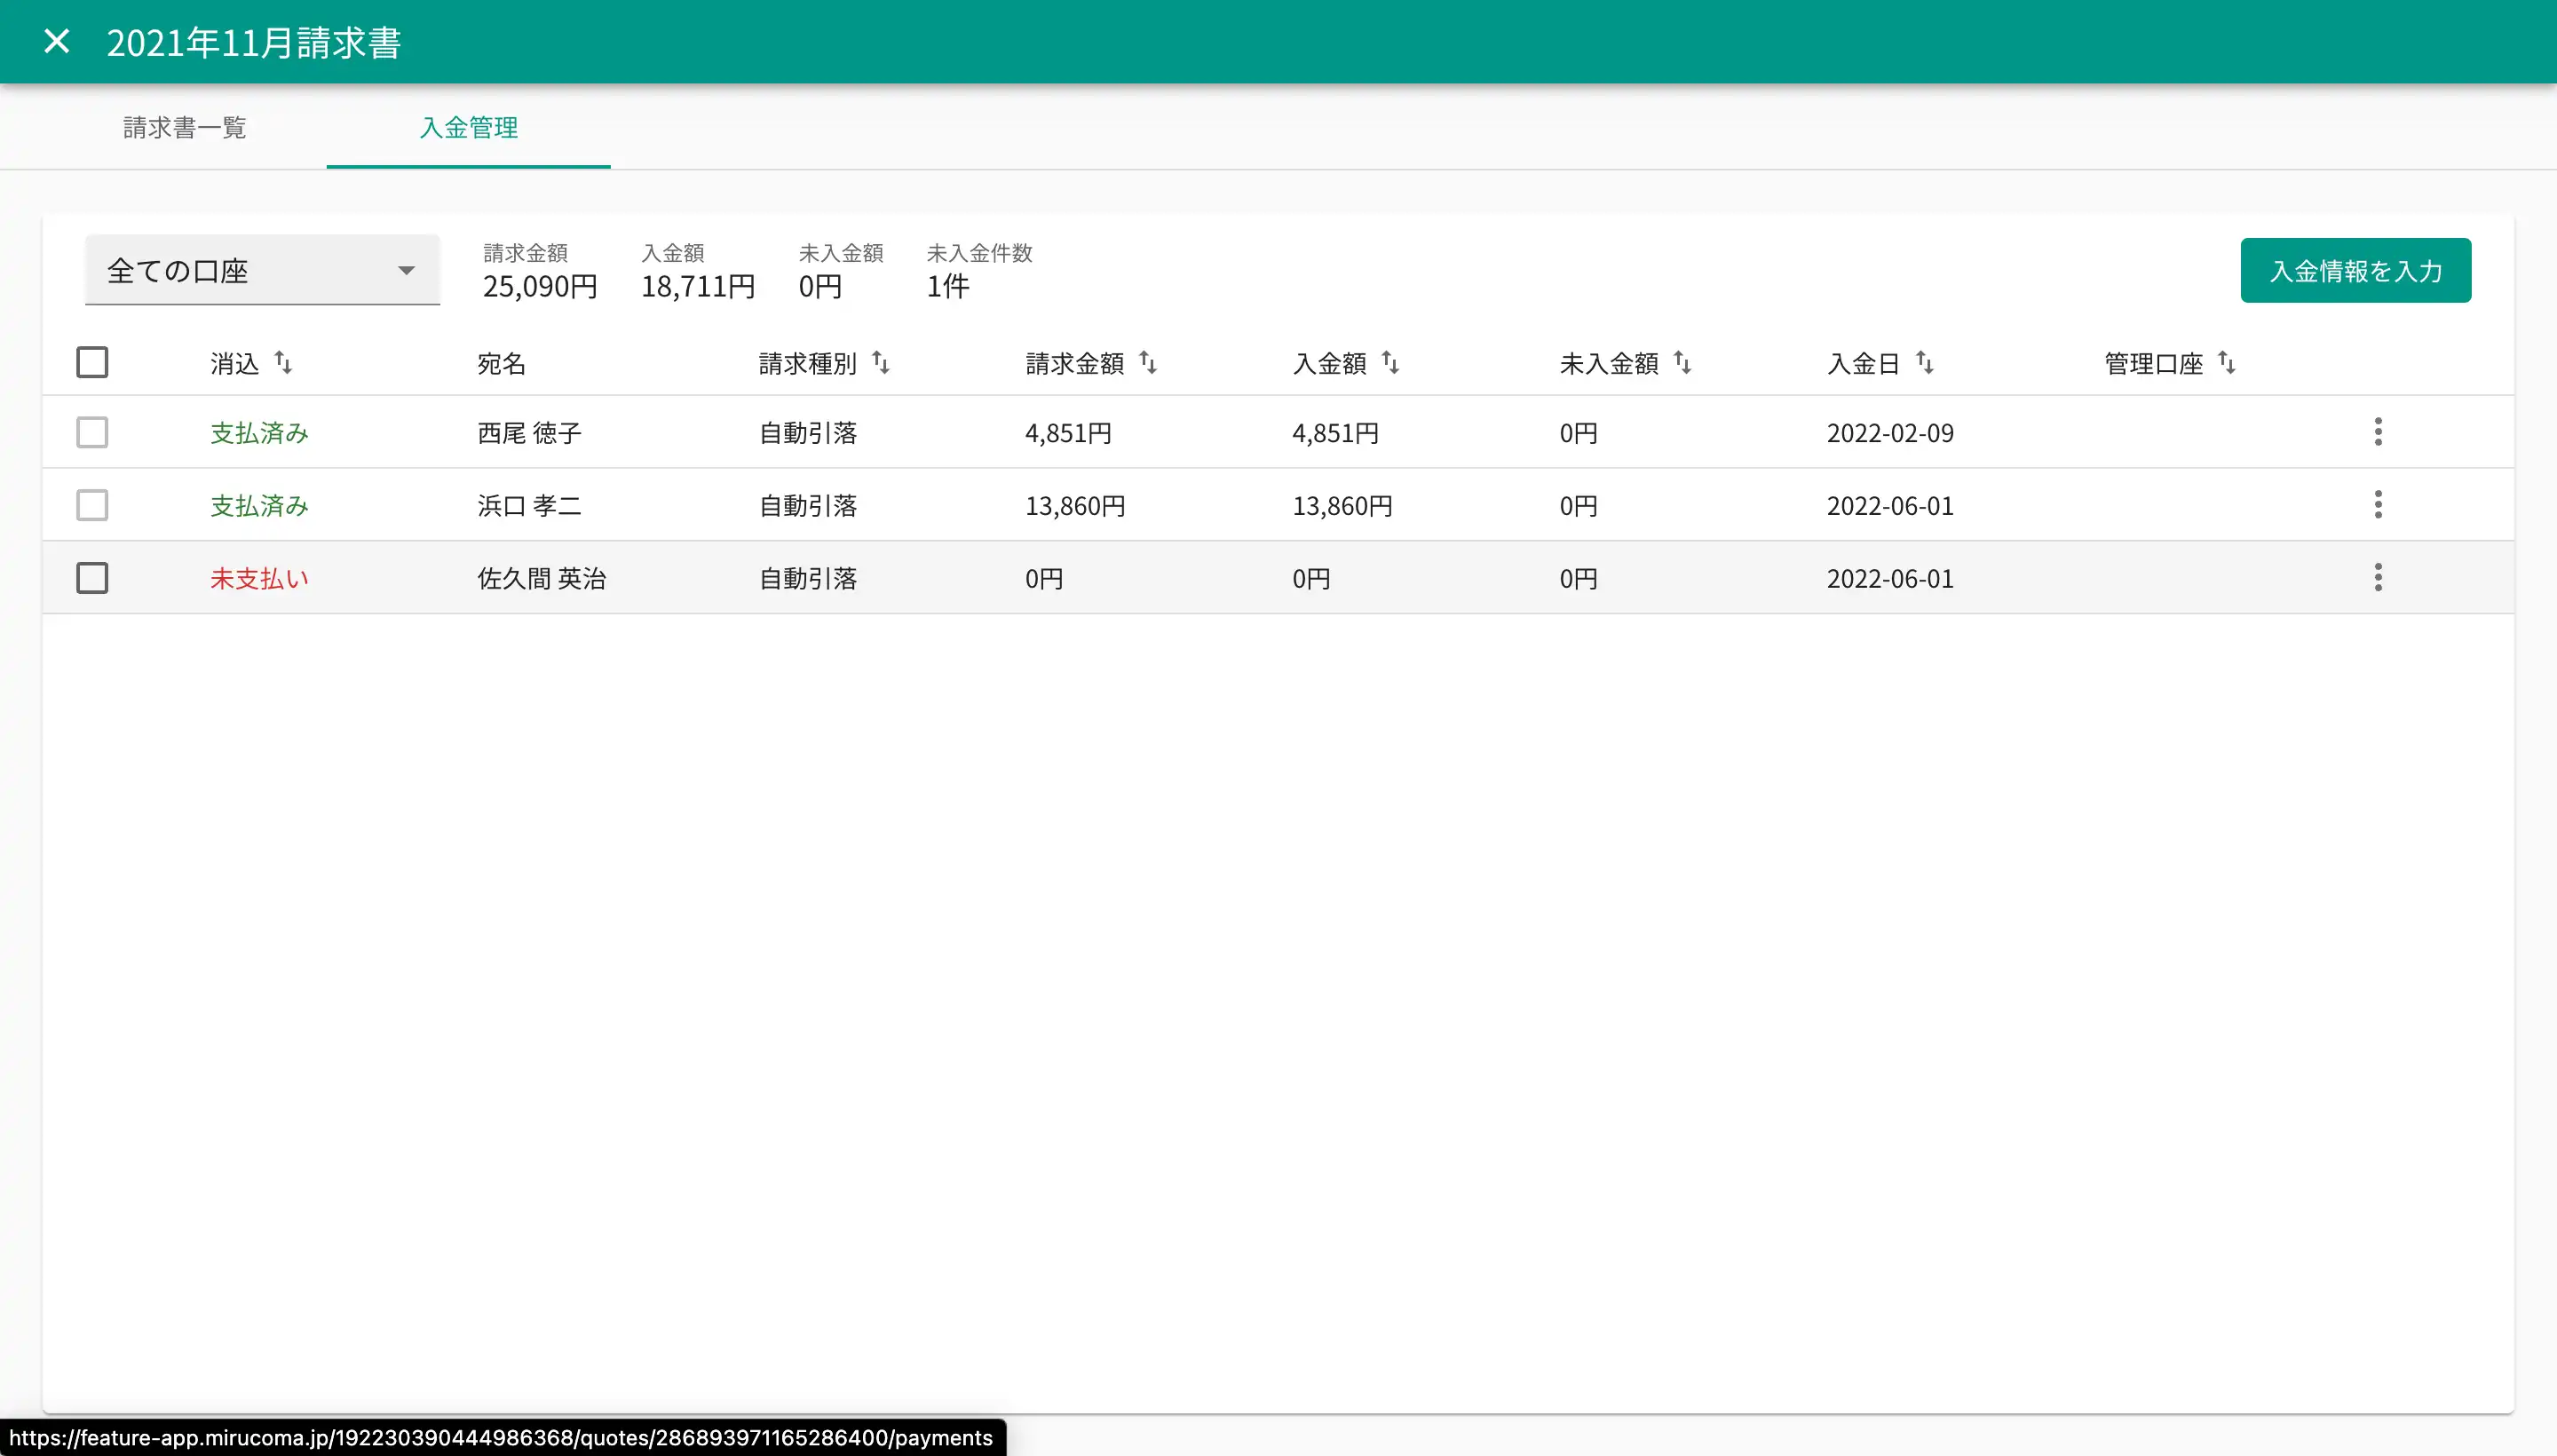 2021年11月請求書
請求書一覧 入金管理
全ての口座
請求金額 入金額 未入金額 未入金件数
25,090円 18,711円 0円 1件
入金情報を入力
消込 宛名 請求種別 請求金額 入金額 未入金額 入金日 管理口座
支払済み 西尾 徳子 自動引落 4,851円 4,851円 0円 2022-02-09
支払済み 浜口 孝二 自動引落 13,860円 13,860円 0円 2022-06-01
未支払い 佐久間 英治 自動引落 0円 0円 0円 2022-06-01
https://feature-app.mirucoma.jp/192230390444986368/quotes/286893971165286400/payments